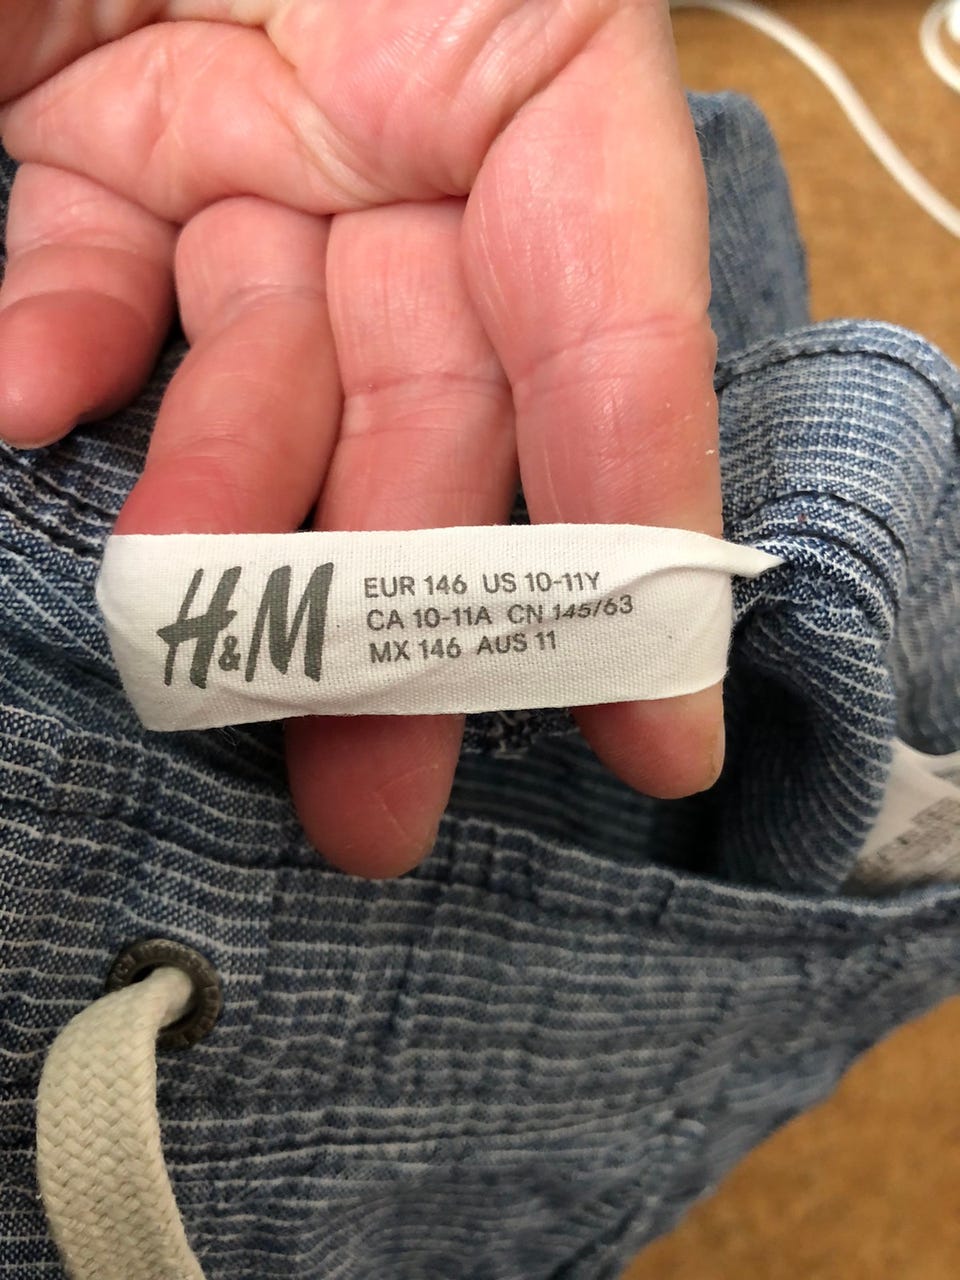 H&M
EUR 146 US 10-11Y
CA 10-11A CN 145/63
MX 146 AUS 11